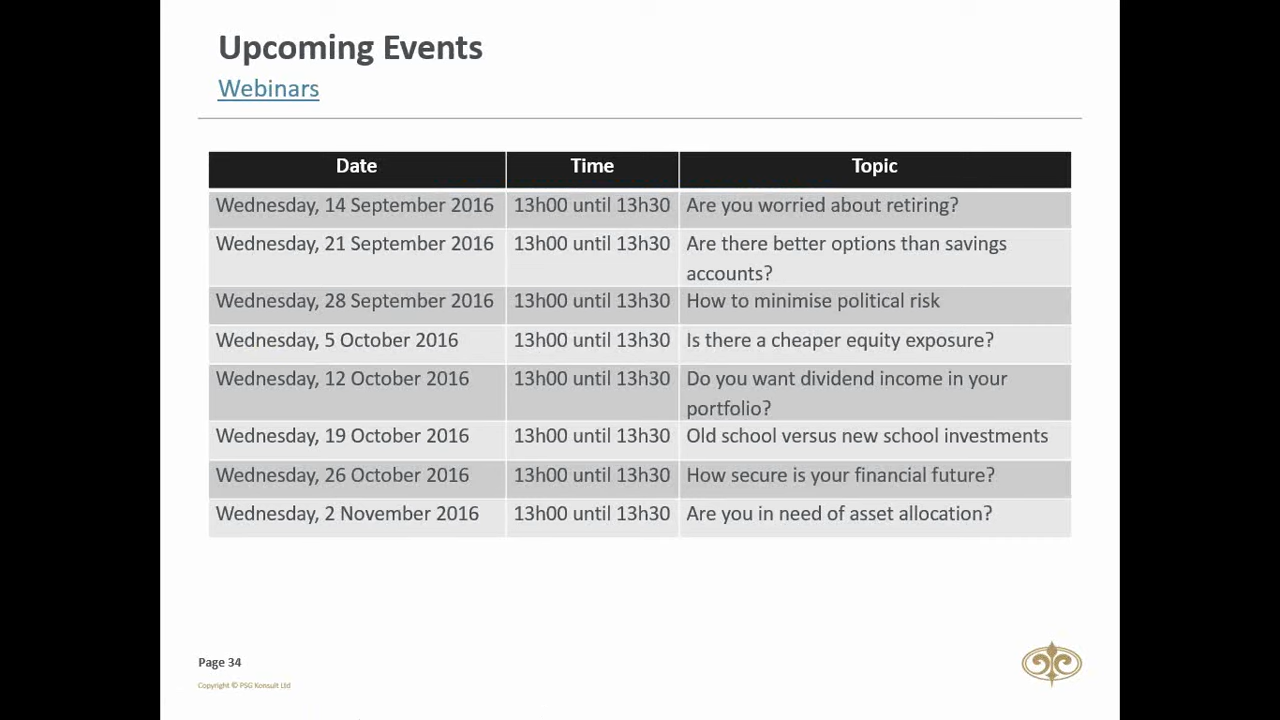 Upcoming Events
Webinars
Date Time Topic
Wednesday, 14 September 2016 13h00 until 13h30 Are you worried about retiring?
Wednesday, 21 September 2016 13h00 until 13h30 Are there better options than savings
accounts?
Wednesday, 28 September 2016 13h00 until 13h30 How to minimise political risk
Wednesday, 5 October 2016 13h00 until 13h30 Is there a cheaper equity exposure?
Wednesday, 12 October 2016 13h00 until 13h30 Do you want dividend income in your
portfolio?
Wednesday, 19 October 2016 13h00 until 13h30 Old school versus new school investments
Wednesday, 26 October 2016 13h00 until 13h30 How secure is your financial future?
Wednesday, 2 November 2016 13h00 until 13h30 Are you in need of asset allocation?
Page 34
Copyright © PSG Konsult Ltd